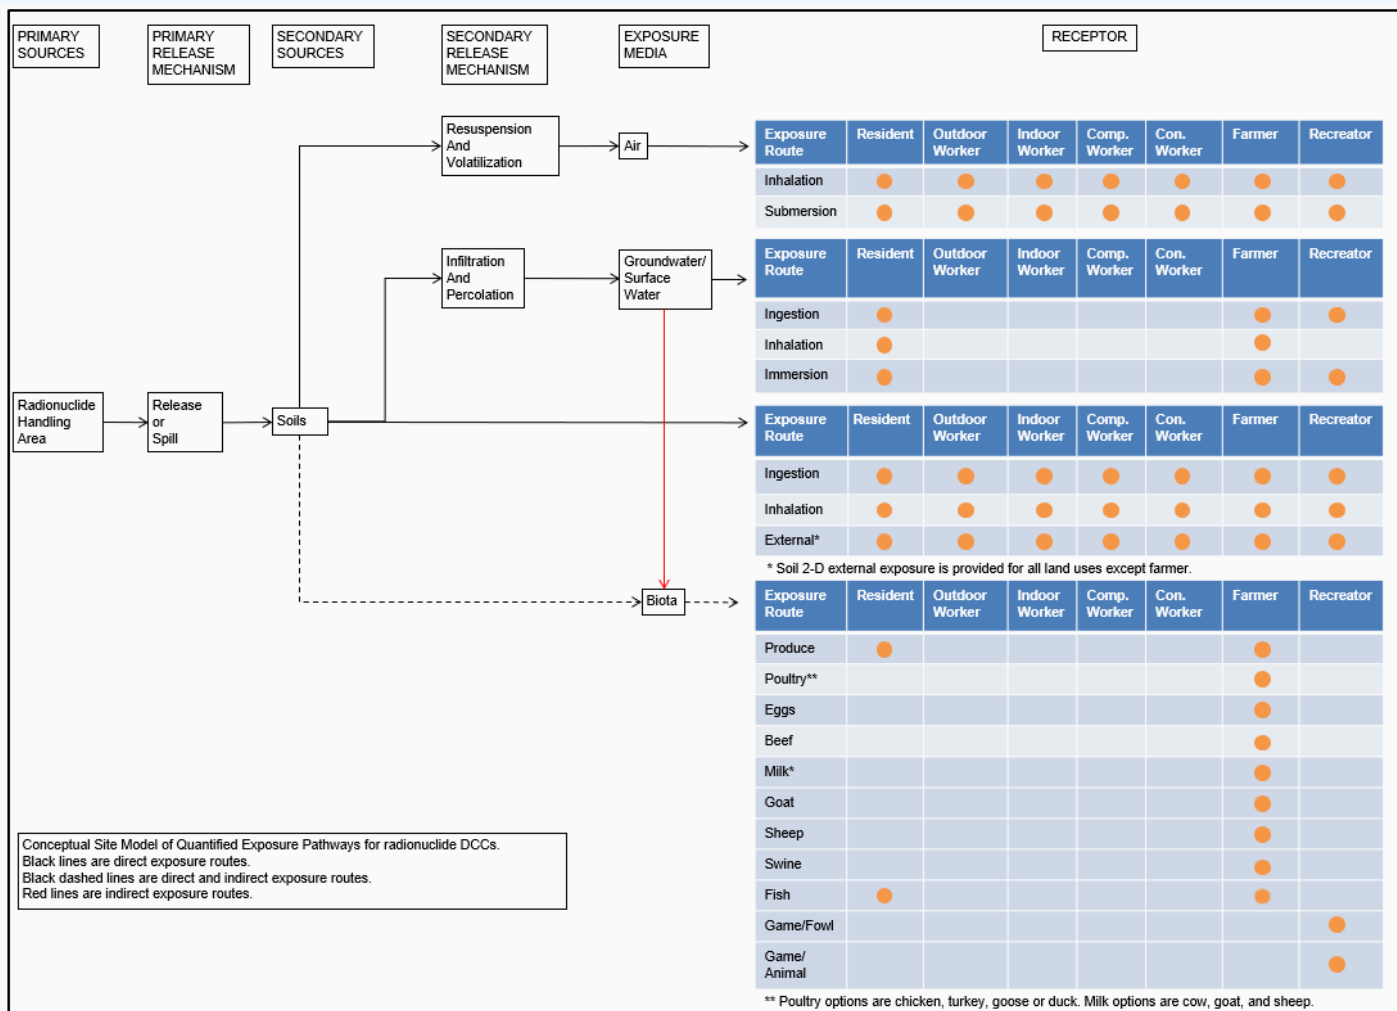 PRIMARY
SOURCES
PRIMARY
RELEASE
MECHANISM
SECONDARY
SOURCES
SECONDARY
RELEASE
MECHANISM
EXPOSURE
MEDIA
RECEPTOR
Resuspension
And
Volatilization
Air
Exposure Route Resident Outdoor Worker Indoor Worker Comp. Worker Con. Worker Farmer Recreator
Inhalation
Submersion
Infiltration
And
Percolation
Groundwater/
Surface
Water
Exposure Route Resident Outdoor Worker Indoor Worker Comp. Worker Con. Worker Farmer Recreator
Ingestion
Inhalation
Immersion
Radionuclide
Handling
Area
Release
or
Spill
Soils
Exposure Route Resident Outdoor Worker Indoor Worker Comp. Worker Con. Worker Farmer Recreator
Ingestion
Inhalation
External*
* Soil 2-D external exposure is provided for all land uses except farmer.
Biota
Exposure Route Resident Outdoor Worker Indoor Worker Comp. Worker Con. Worker Farmer Recreator
Produce
Poultry**
Eggs
Beef
Milk*
Goat
Sheep
Swine
Fish
Game/Fowl
Game/
Animal
** Poultry options are chicken, turkey, goose or duck. Milk options are cow, goat, and sheep.
Conceptual Site Model of Quantified Exposure Pathways for radionuclide DCCs.
Black lines are direct exposure routes.
Black dashed lines are direct and indirect exposure routes.
Red lines are indirect exposure routes.